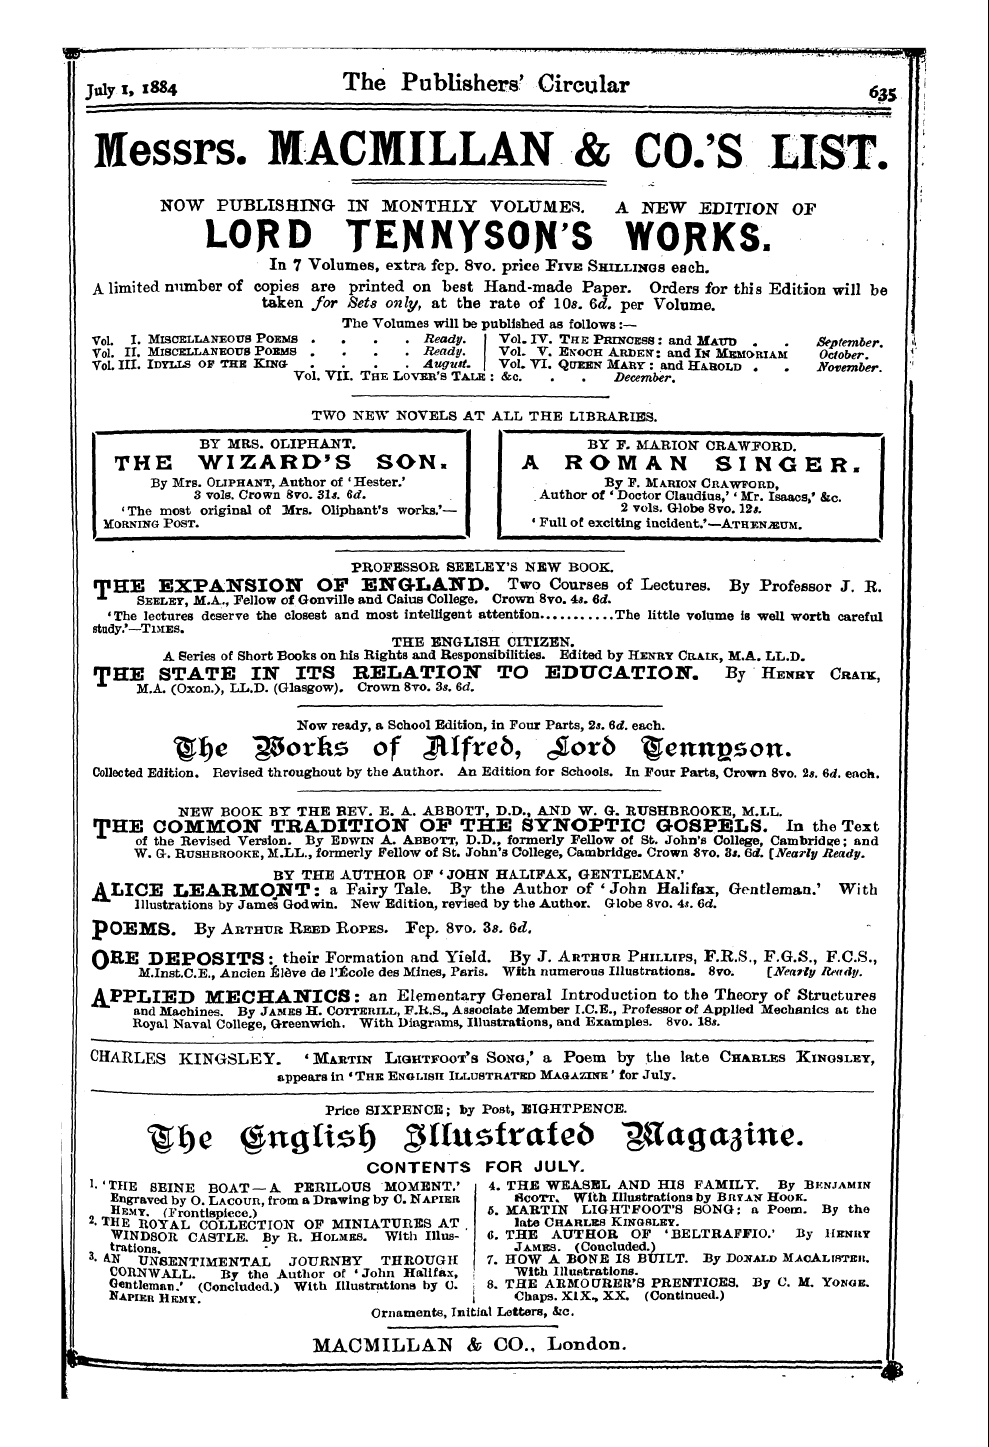 July 1, 1884
The Publishers' Circular
635
Messrs. MACMILLAN & CO.'S LIST.
NOW PUBLISHING IN MONTHLY VOLUMES. A NEW EDITION OF
LORD TENNYSON'S WORKS.
In 7 Volumes, extra fcp. 8vo. price FIVE SHILLINGS each.
A limited number of copies are printed on best Hand-made Paper. Orders for this Edition will be
taken for Sets only, at the rate of 10s. 6d. per Volume.
The Volumes will be published as follows:—
Vol. I. MISCELLANEOUS POEMS . . . . Ready.
Vol. II. MISCELLANEOUS POEMS . . . . Ready.
Vol. III. IDYLLS OF THE KING . . . . August.
Vol. IV. THE PRINCESS: and MAUD . . September.
Vol. V. ENOCH ARDEN: and IN MEMORIAM October.
Vol. VI. QUEEN MARY: and HAROLD . . November.
Vol. VII. THE LOVER'S TALE: &c. . . December.
TWO NEW NOVELS AT ALL THE LIBRARIES.
BY MRS. OLIPHANT.
THE WIZARD'S SON.
By MRS. OLIPHANT, Author of 'Hester.'
3 vols. Crown 8vo. 31s. 6d.
'The most original of Mrs. Oliphant's works.'—
MORNING POST.
BY F. MARION CRAWFORD.
A ROMAN SINGER.
By F. MARION CRAWFORD,
Author of 'Doctor Claudius,' 'Mr. Isaacs,' &c.
2 vols. Globe 8vo. 12s.
'Full of exciting incident.'—ATHENÆUM.
PROFESSOR SEELEY'S NEW BOOK.
THE EXPANSION OF ENGLAND. Two Courses of Lectures. By Professor J. R.
SEELEY, M.A., Fellow of Gonville and Caius College. Crown 8vo. 4s. 6d.
'The lectures deserve the closest and most intelligent attention...........The little volume is well worth careful
study.'—TIMES.
THE ENGLISH CITIZEN.
A Series of Short Books on his Rights and Responsibilities. Edited by HENRY CRAIK, M.A. LL.D.
THE STATE IN ITS RELATION TO EDUCATION. By HENRY CRAIK,
M.A. (Oxon.), LL.D. (Glasgow). Crown 8vo. 3s. 6d.
Now ready, a School Edition, in Four Parts, 2s. 6d. each.
The Works of Alfred, Lord Tennyson.
Collected Edition. Revised throughout by the Author. An Edition for Schools. In Four Parts, Crown 8vo. 2s. 6d. each.
NEW BOOK BY THE REV. E. A. ABBOTT, D.D., AND W. G. RUSHBROOKE, M.LL.
THE COMMON TRADITION OF THE SYNOPTIC GOSPELS. In the Text
of the Revised Version. By EDWIN A. ABBOTT, D.D., formerly Fellow of St. John's College, Cambridge; and
W. G. RUSHBROOKE, M.LL., formerly Fellow of St. John's College, Cambridge. Crown 8vo. 3s. 6d. [Nearly Ready.
BY THE AUTHOR OF 'JOHN HALIFAX, GENTLEMAN.'
ALICE LEARMONT: a Fairy Tale. By the Author of 'John Halifax, Gentleman.' With
Illustrations by James Godwin. New Edition, revised by the Author. Globe 8vo. 4s. 6d.
POEMS. By ARTHUR REED ROPES. Fcp. 8vo. 3s. 6d.
ORE DEPOSITS: their Formation and Yield. By J. ARTHUR PHILLIPS, F.R.S., F.G.S., F.C.S.,
M.Inst.C.E., Ancien Élève de l'École des Mines, Paris. With numerous Illustrations. 8vo. [Nearly Ready.
APPLIED MECHANICS: an Elementary General Introduction to the Theory of Structures
and Machines. By JAMES H. COTTERILL, F.R.S., Associate Member I.C.E., Professor of Applied Mechanics at the
Royal Naval College, Greenwich. With Diagrams, Illustrations, and Examples. 8vo. 18s.
CHARLES KINGSLEY. 'MARTIN LIGHTFOOT'S SONG,' a Poem by the late CHARLES KINGSLEY,
appears in 'THE ENGLISH ILLUSTRATED MAGAZINE' for July.
Price SIXPENCE; by Post, EIGHTPENCE.
The English Illustrated Magazine.
CONTENTS FOR JULY.
1. 'THE SEINE BOAT—A PERILOUS MOMENT.'
Engraved by O. LACOUR, from a Drawing by C. NAPIER
HEMY. (Frontispiece.)
2. THE ROYAL COLLECTION OF MINIATURES AT
WINDSOR CASTLE. By R. HOLMES. With Illus-
trations.
3. AN UNSENTIMENTAL JOURNEY THROUGH
CORNWALL. By the Author of 'John Halifax,
Gentleman.' (Concluded.) With Illustrations by C.
NAPIER HEMY.
4. THE WEASEL AND HIS FAMILY. By BENJAMIN
SCOTT. With Illustrations by BRYAN HOOK.
5. MARTIN LIGHTFOOT'S SONG: a Poem. By the
late CHARLES KINGSLEY.
6. THE AUTHOR OF 'BELTRAFFIO.' By HENRY
JAMES. (Concluded.)
7. HOW A BONE IS BUILT. By DONALD MACALISTER.
With Illustrations.
8. THE ARMOURER'S PRENTICES. By C. M. YONGE.
Chaps. XIX., XX. (Continued.)
Ornaments, Initial Letters, &c.
MACMILLAN & CO., London.